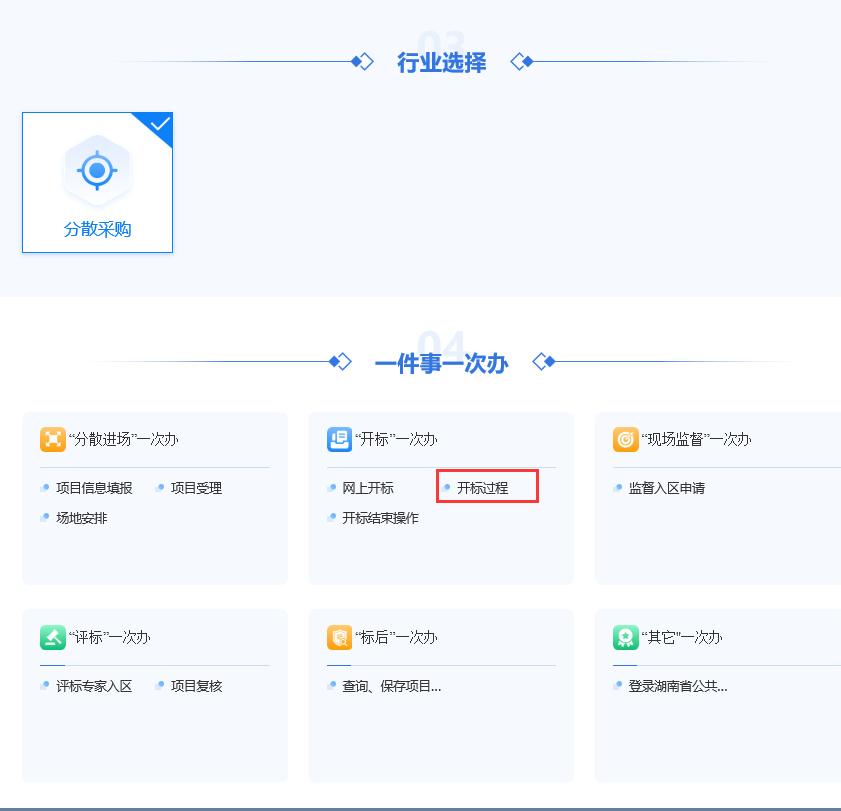 03
行业选择
分散采购
04
一件事一次办
“分散进场”一次办
项目信息填报
项目受理
场地安排
“开标”一次办
网上开标
开标过程
开标结束操作
“现场监督”一次办
监督入区申请
“评标”一次办
评标专家入区
项目复核
“标后”一次办
查询、保存项目...
“其它"一次办
登录湖南省公共...